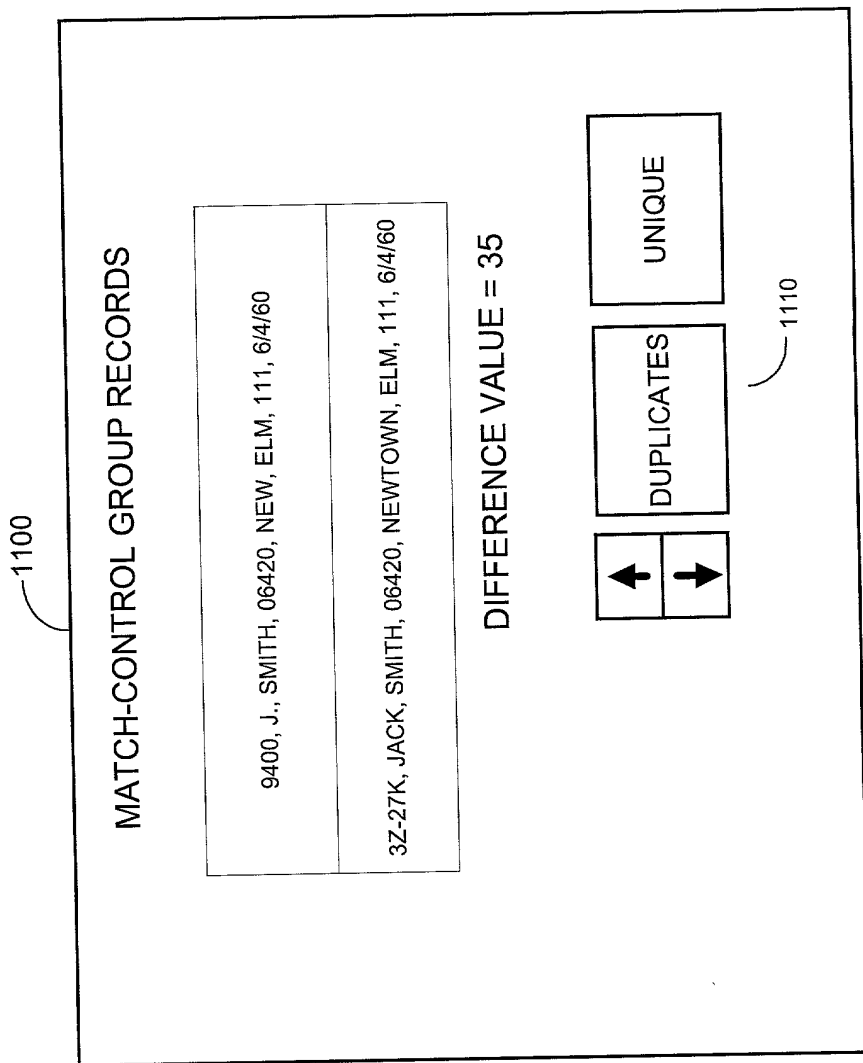 1100
MATCH-CONTROL GROUP RECORDS
9400, J., SMITH, 06420, NEW, ELM, 111, 6/4/60
3Z-27K, JACK, SMITH, 06420, NEWTOWN, ELM, 111, 6/4/60
DIFFERENCE VALUE = 35
DUPLICATES
UNIQUE
1110